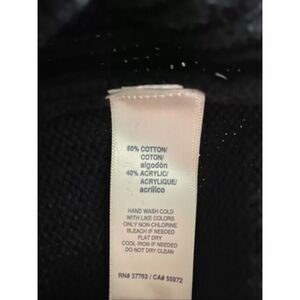 60% COTTON/
COTON/
algodón
40% ACRYLIC/
ACRYLIQUE/
acrílico
HAND WASH COLD
WITH LIKE COLORS
ONLY NON-CHLORINE
BLEACH IF NEEDED
FLAT DRY
COOL IRON IF NEEDED
DO NOT DRY CLEAN
RN# 37763 / CA# 55972